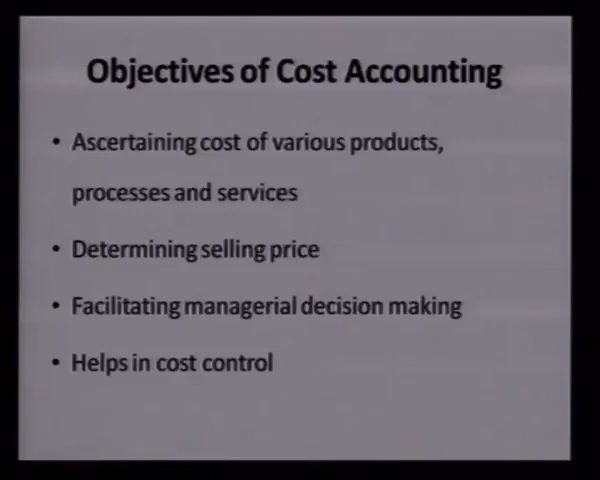 Objectives of Cost Accounting
• Ascertaining cost of various products,
processes and services
• Determining selling price
• Facilitating managerial decision making
• Helps in cost control